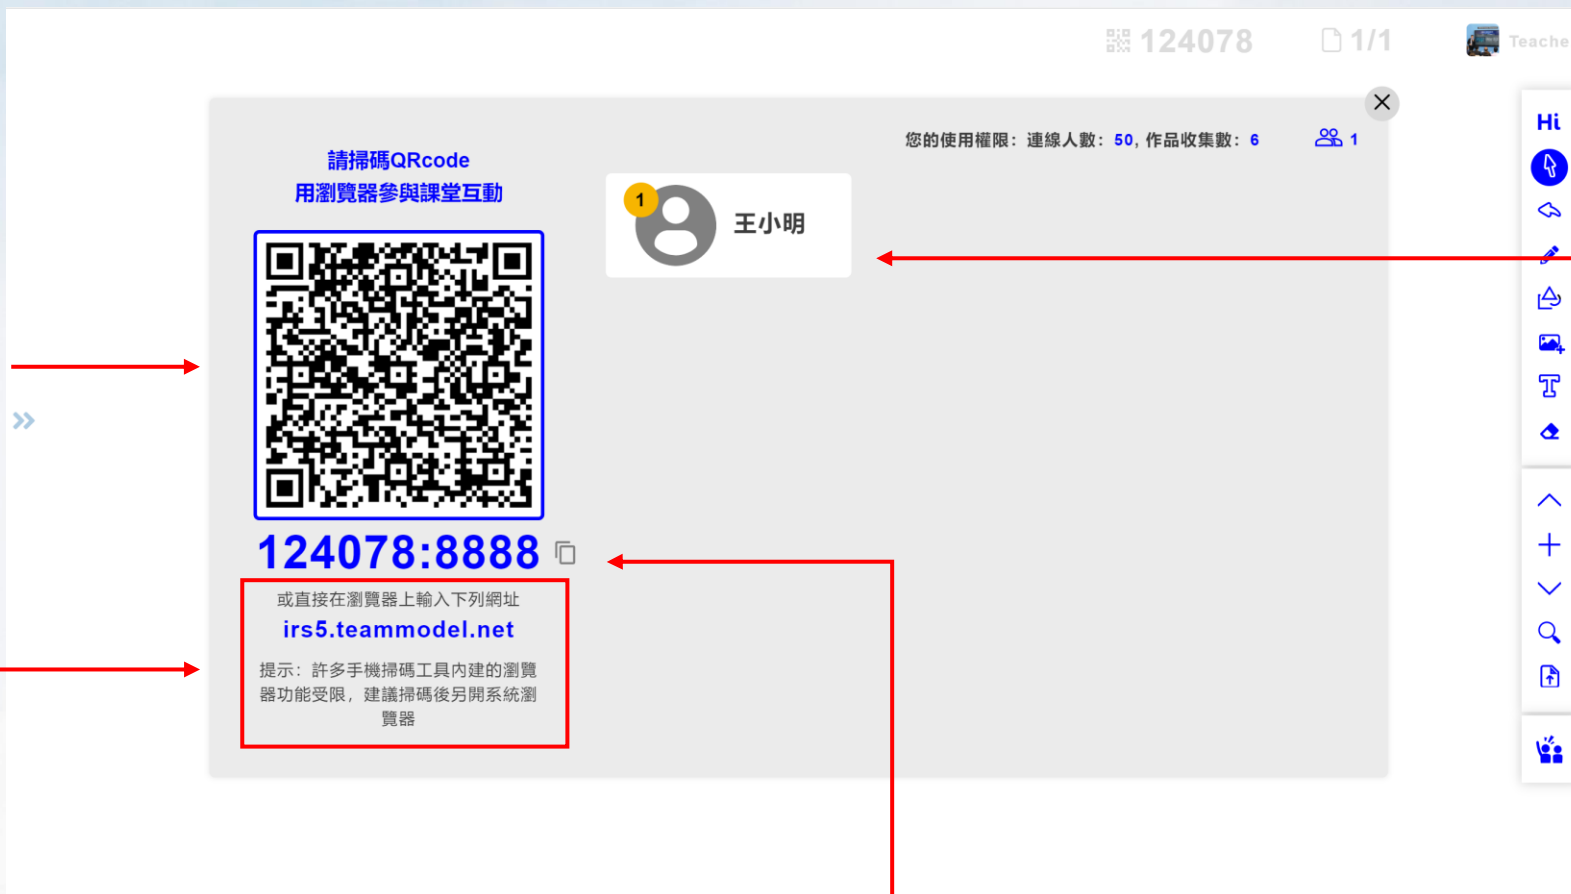 124078
1/1
Teache
您的使用權限：連線人數：50, 作品收集數：6
1
請掃碼QRcode
用瀏覽器參與課堂互動
1
王小明
124078:8888
或直接在瀏覽器上輸入下列網址
irs5.teammodel.net
提示：許多手機掃碼工具內建的瀏覽
器功能受限，建議掃碼後另開系統瀏
覽器
Hi